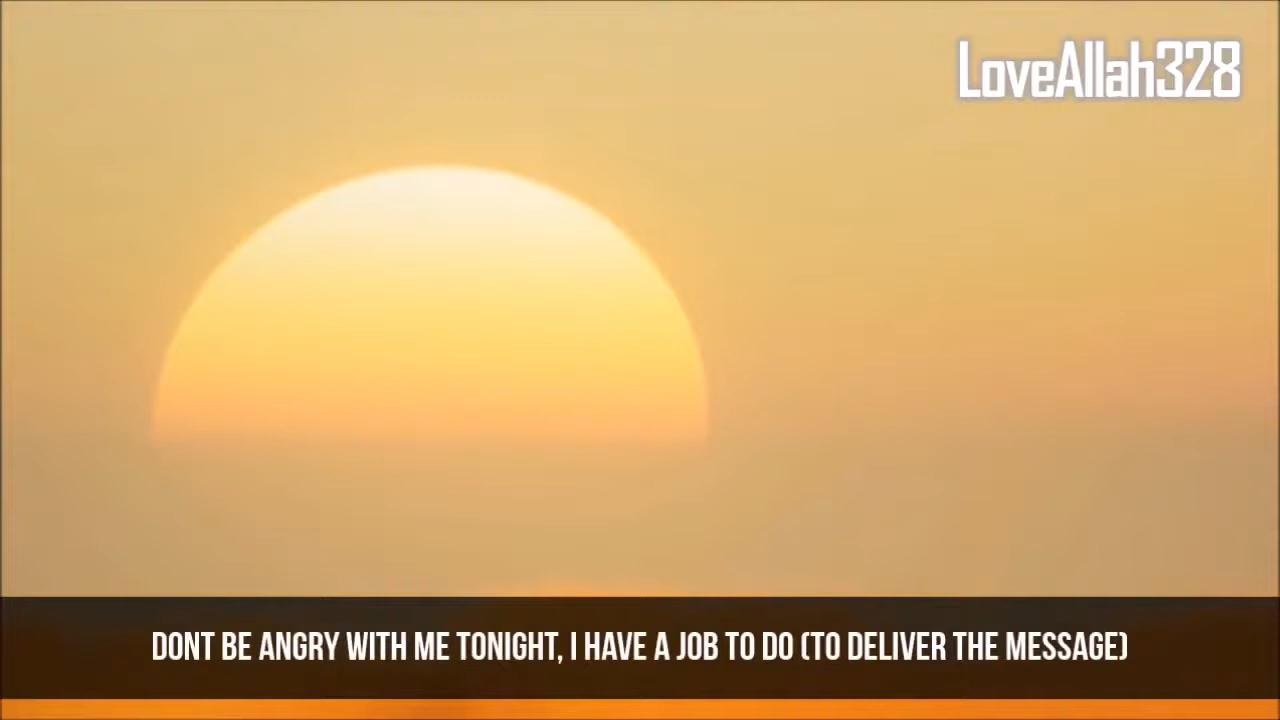 LoveAllah328
DONT BE ANGRY WITH ME TONIGHT, I HAVE A JOB TO DO (TO DELIVER THE MESSAGE)